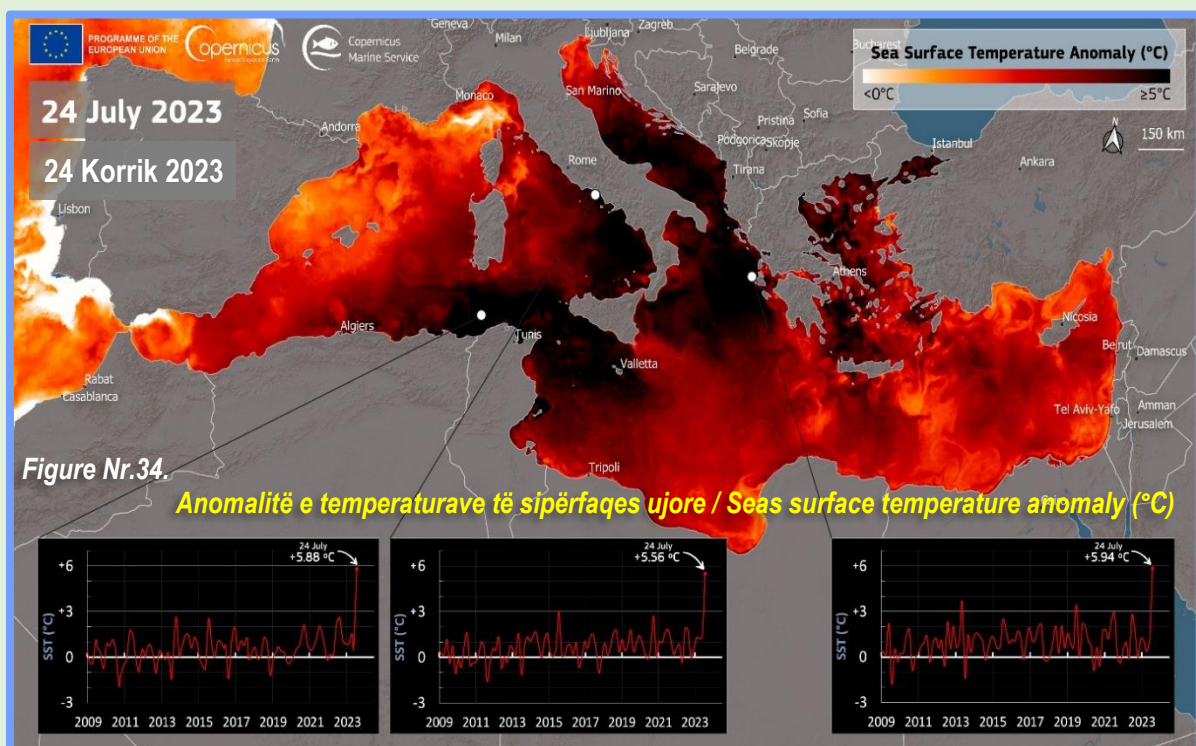 PROGRAMME OF THE
EUROPEAN UNION
Copernicus
Copernicus
Marine Service
24 July 2023
24 Korrik 2023
Sea Surface Temperature Anomaly (°C)
<0°C
≥5°C
N
150 km
Geneva
Milan
Ljubljana
Zagreb
Belgrade
Bucharest
Monaco
San Marino
Sarajevo
Andorra
Pristina
Sofia
Podgorica
Skopje
Rome
Tirana
Istanbul
Ankara
Lisbon
Athens
Algiers
Tunis
Nicosia
Valletta
Bejrut
Damascus
Rabat
Casablanca
Tel Aviv-Yafo
Amman
Jerusalem
Tripoli
Figure Nr.34.
Anomalitë e temperaturave të sipërfaqes ujore / Seas surface temperature anomaly (°C)
24 July
+5.88 °C
SST (°C)
+6
+3
0
-3
2009 2011 2013 2015 2017 2019 2021 2023
24 July
+5.56 °C
SST (°C)
+6
+3
0
-3
2009 2011 2013 2015 2017 2019 2021 2023
24 July
+5.94 °C
SST (°C)
+6
+3
0
-3
2009 2011 2013 2015 2017 2019 2021 2023